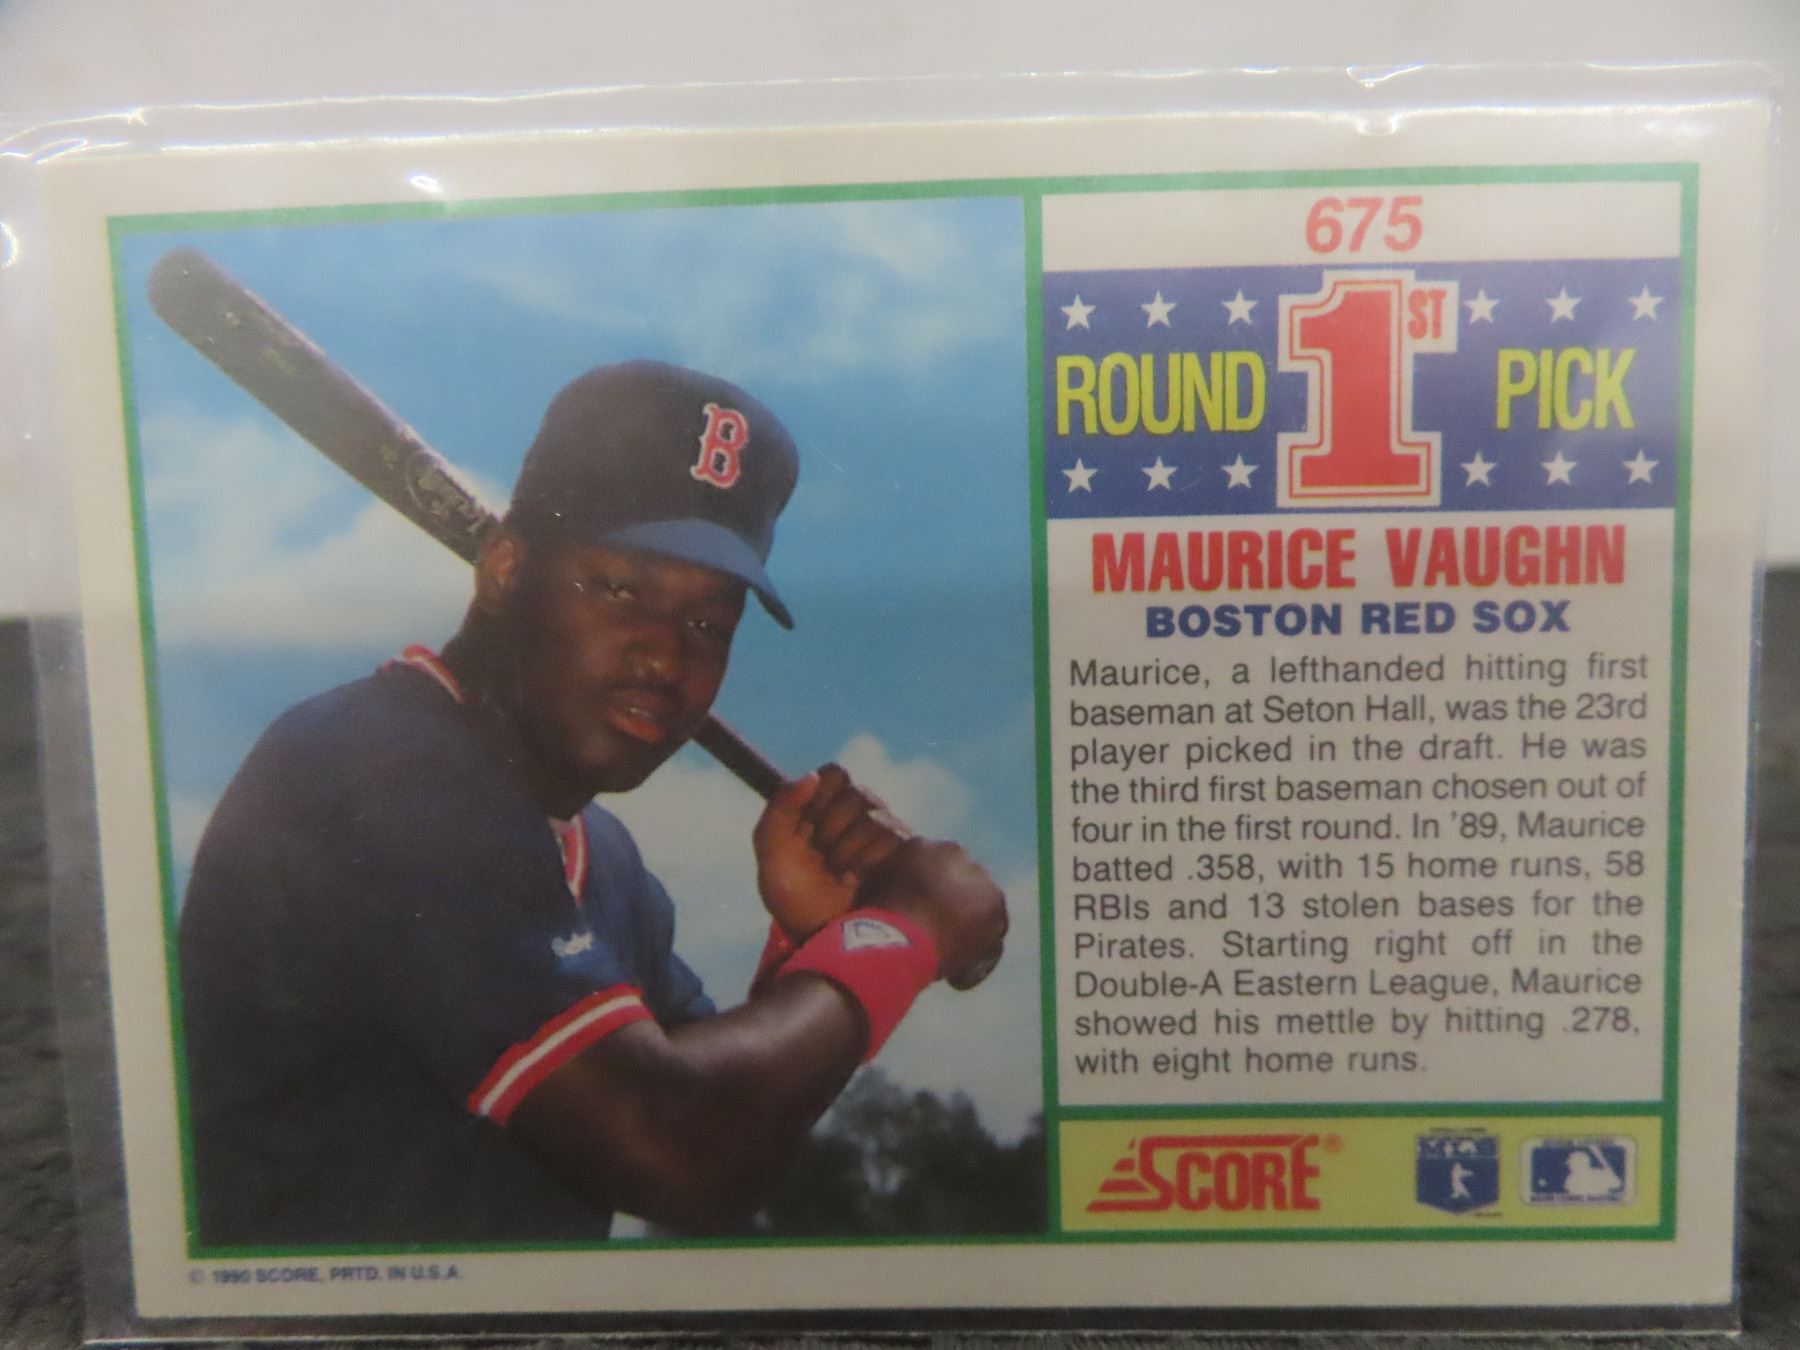 675
ROUND 1ST PICK
MAURICE VAUGHN
BOSTON RED SOX
Maurice, a lefthanded hitting first
baseman at Seton Hall, was the 23rd
player picked in the draft. He was
the third first baseman chosen out of
four in the first round. In '89, Maurice
batted .358, with 15 home runs, 58
RBIs and 13 stolen bases for the
Pirates. Starting right off in the
Double-A Eastern League, Maurice
showed his mettle by hitting .278,
with eight home runs.
SCORE®
B
© 1990 SCORE, PRTD. IN U.S.A.